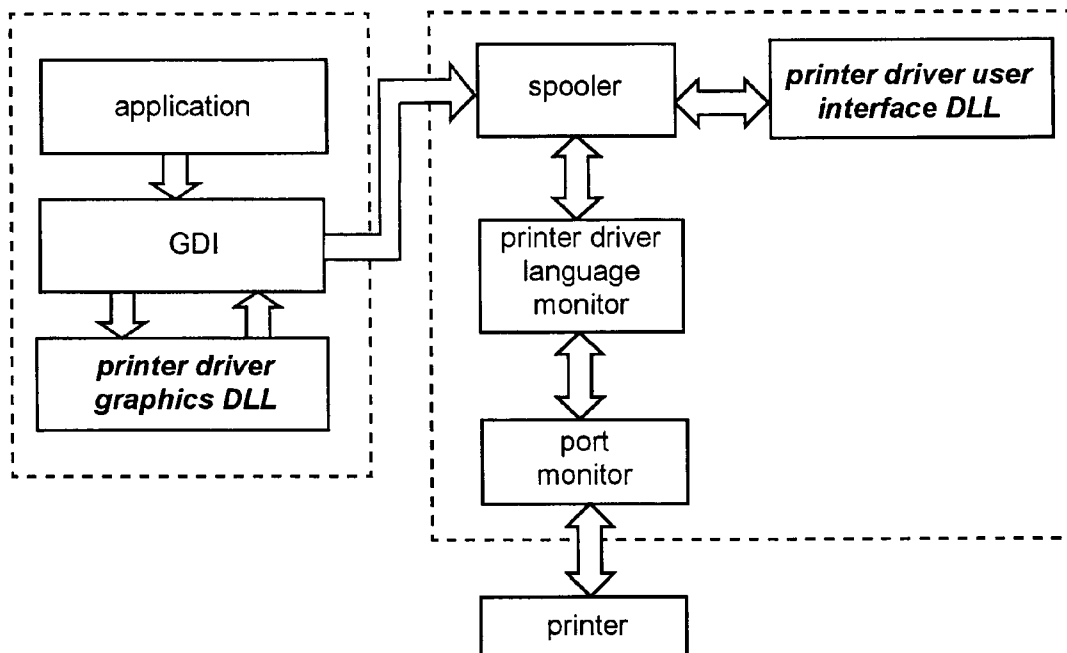 application
GDI
printer driver
graphics DLL
spooler
printer driver user
interface DLL
printer driver
language
monitor
port
monitor
printer